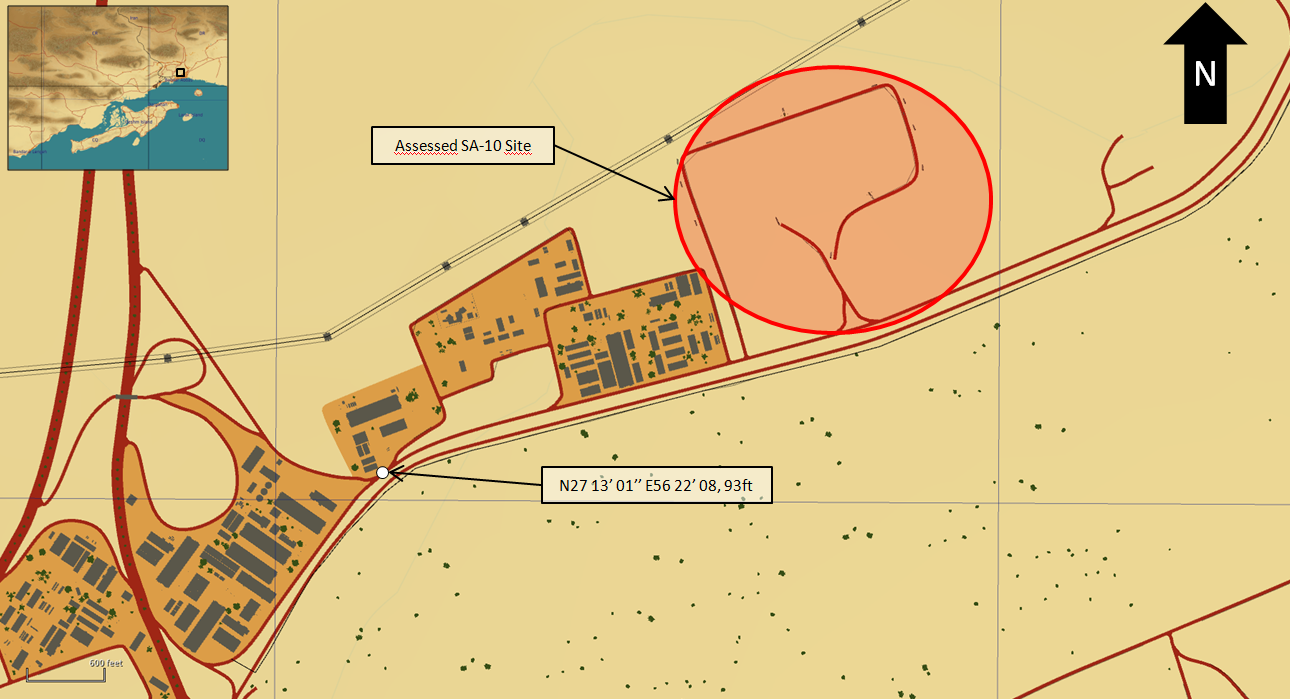 N
Assessed SA-10 Site
N27 13’ 01’’ E56 22’ 08, 93ft
600 feet